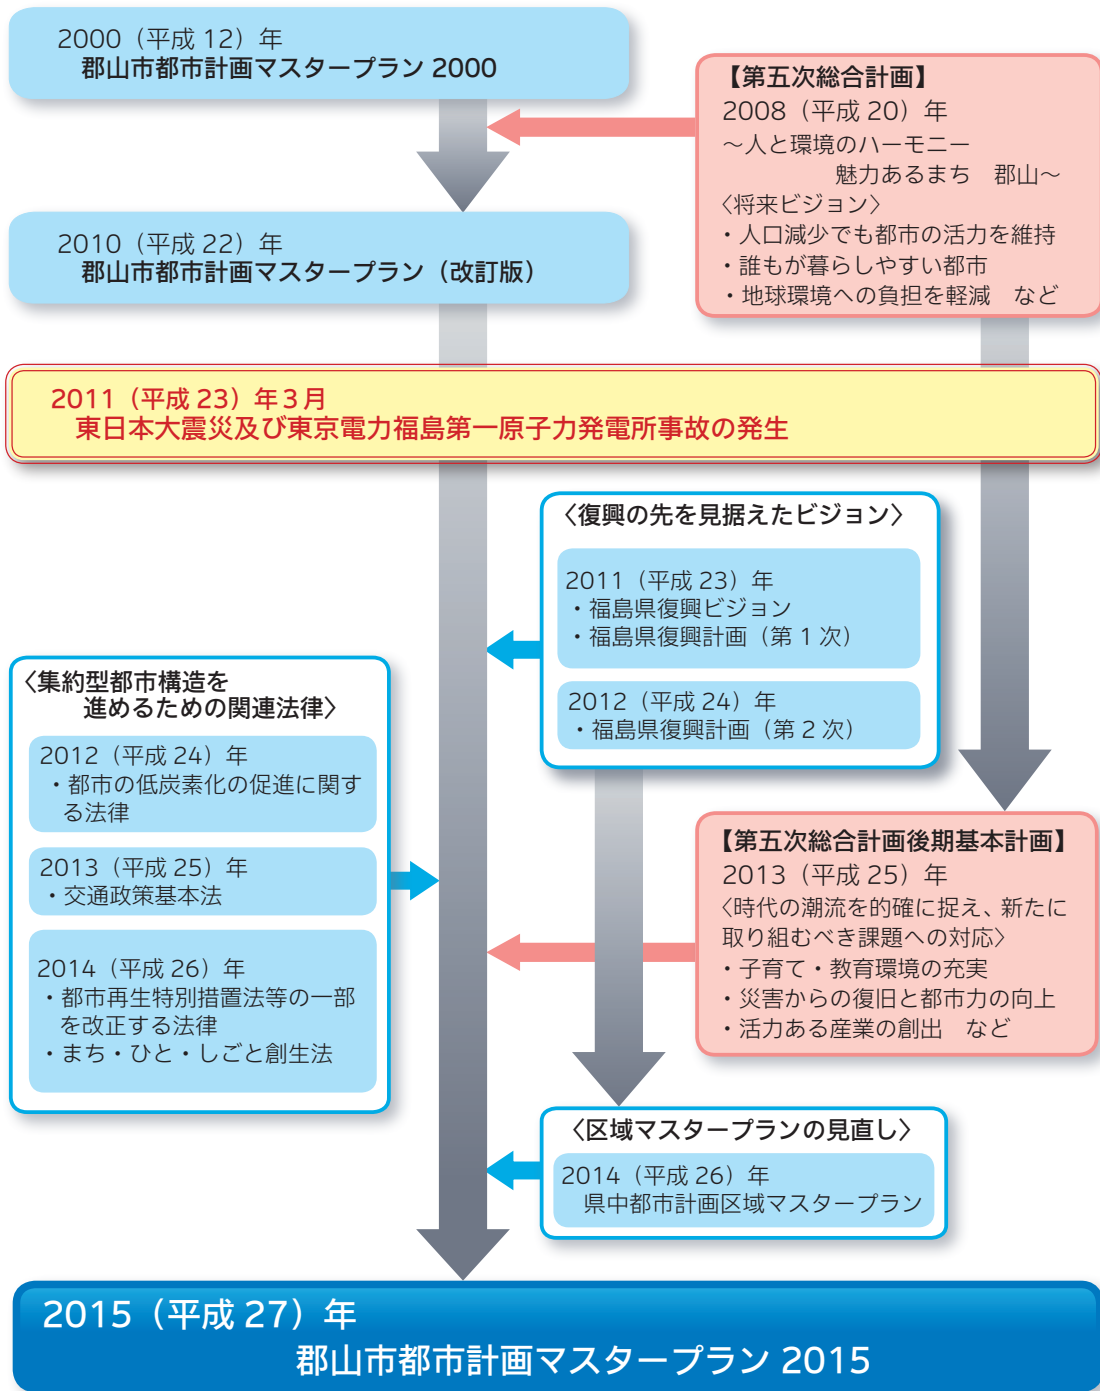 2000（平成 12）年
郡山市都市計画マスタープラン 2000
【第五次総合計画】
2008（平成 20）年
～人と環境のハーモニー
魅力あるまち　郡山～
〈将来ビジョン〉
・人口減少でも都市の活力を維持
・誰もが暮らしやすい都市
・地球環境への負担を軽減　など
2010（平成 22）年
郡山市都市計画マスタープラン（改訂版）
2011（平成 23）年３月
東日本大震災及び東京電力福島第一原子力発電所事故の発生
〈復興の先を見据えたビジョン〉
2011（平成 23）年
・福島県復興ビジョン
・福島県復興計画（第 1 次）
2012（平成 24）年
・福島県復興計画（第 2 次）
〈集約型都市構造を
進めるための関連法律〉
2012（平成 24）年
・都市の低炭素化の促進に関す
る法律
2013（平成 25）年
・交通政策基本法
2014（平成 26）年
・都市再生特別措置法等の一部
を改正する法律
・まち・ひと・しごと創生法
【第五次総合計画後期基本計画】
2013（平成 25）年
〈時代の潮流を的確に捉え、新たに
取り組むべき課題への対応〉
・子育て・教育環境の充実
・災害からの復旧と都市力の向上
・活力ある産業の創出　など
〈区域マスタープランの見直し〉
2014（平成 26）年
県中都市計画区域マスタープラン
2015（平成 27）年
郡山市都市計画マスタープラン 2015